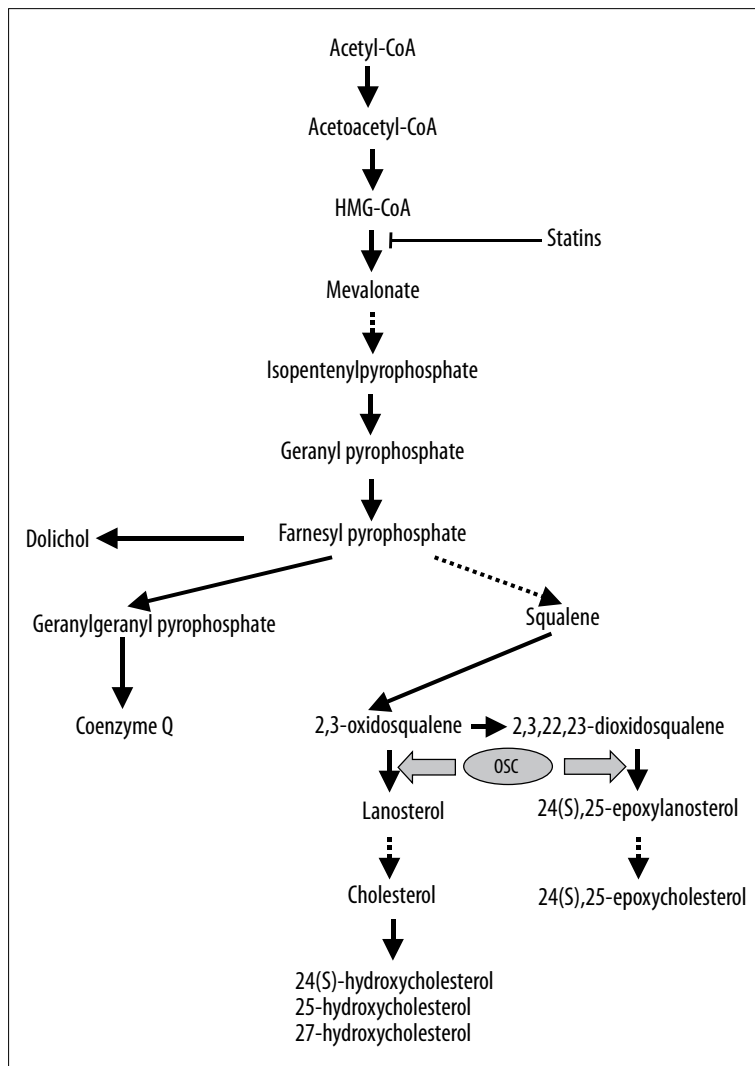 Acetyl-CoA
Acetoacetyl-CoA
HMG-CoA
Statins
Mevalonate
Isopentenylpyrophosphate
Geranyl pyrophosphate
Farnesyl pyrophosphate
Dolichol
Geranylgeranyl pyrophosphate
Squalene
Coenzyme Q
2,3-oxidosqualene
2,3,22,23-dioxidosqualene
OSC
Lanosterol
24(S),25-epoxylanosterol
Cholesterol
24(S),25-epoxycholesterol
24(S)-hydroxycholesterol
25-hydroxycholesterol
27-hydroxycholesterol